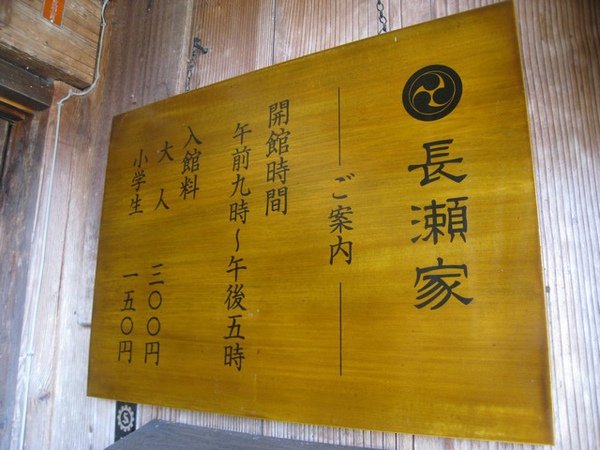 長瀬家
ご案内
開館時間
午前九時～午後五時
入館料
大人 三〇〇円
小学生 一五〇円